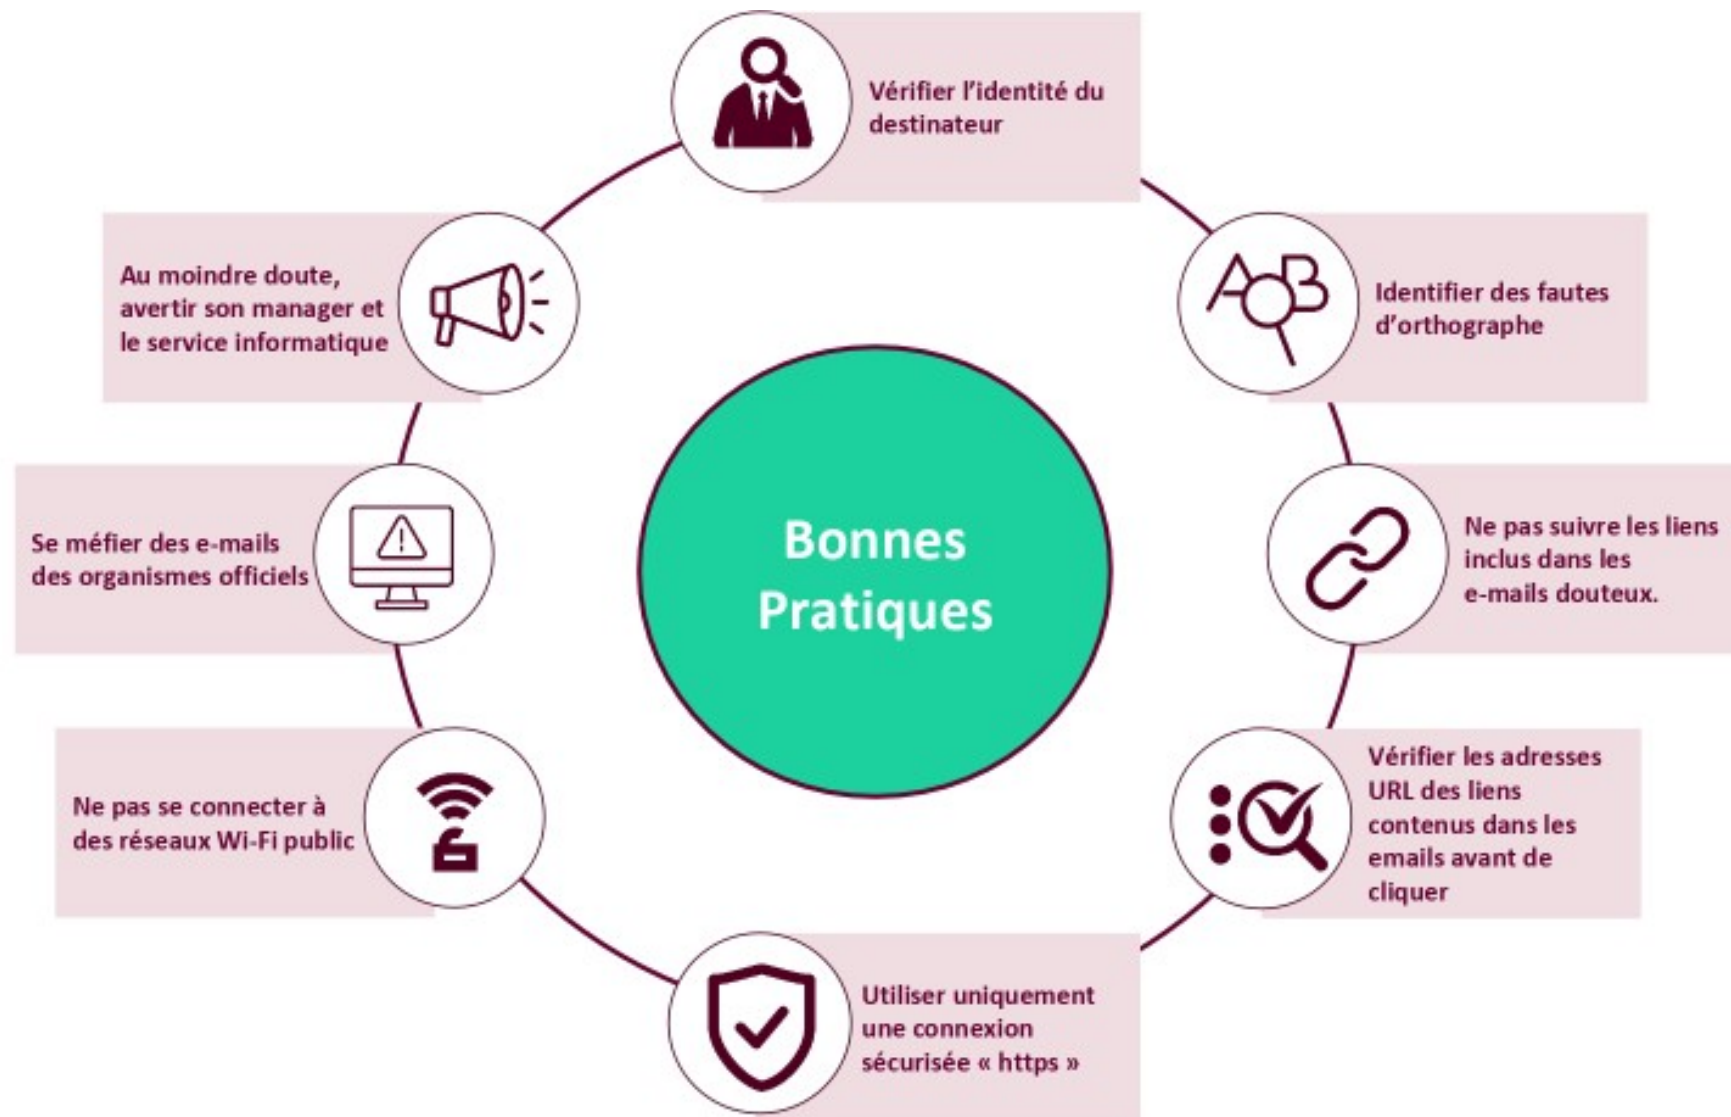 Vérifier l'identité du
destinateur
Identifier des fautes
d'orthographe
Ne pas suivre les liens
inclus dans les
e-mails douteux.
Vérifier les adresses
URL des liens
contenus dans les
emails avant de
cliquer
Utiliser uniquement
une connexion
sécurisée « https »
Ne pas se connecter à
des réseaux Wi-Fi public
Se méfier des e-mails
des organismes officiels
Au moindre doute,
avertir son manager et
le service informatique
Bonnes
Pratiques